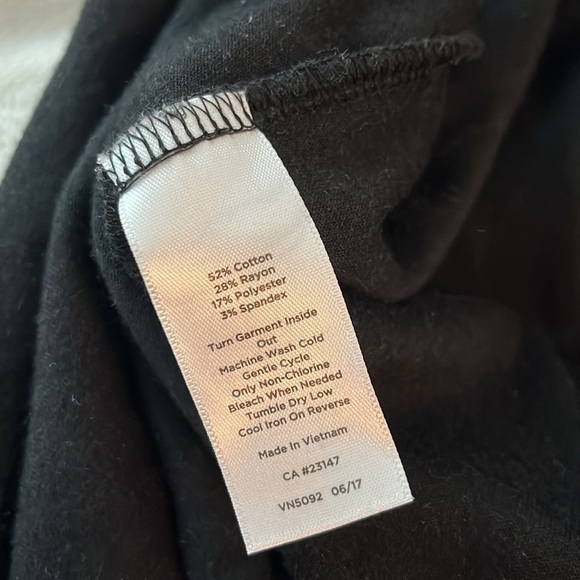 52% Cotton
28% Rayon
17% Polyester
3% Spandex
Turn Garment Inside
Out
Machine Wash Cold
Gentle Cycle
Only Non-Chlorine
Bleach When Needed
Tumble Dry Low
Cool Iron On Reverse
Made In Vietnam
CA #23147
VN5092 06/17